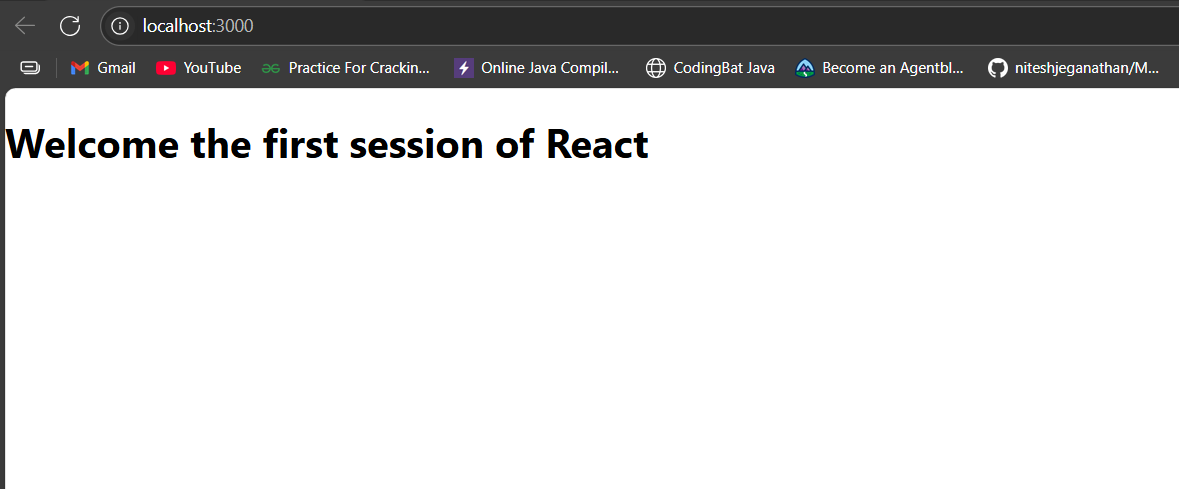 localhost:3000
Gmail YouTube Practice For Crackin... Online Java Compil... CodingBat Java Become an Agentbl... niteshjeganathan/M...
Welcome the first session of React